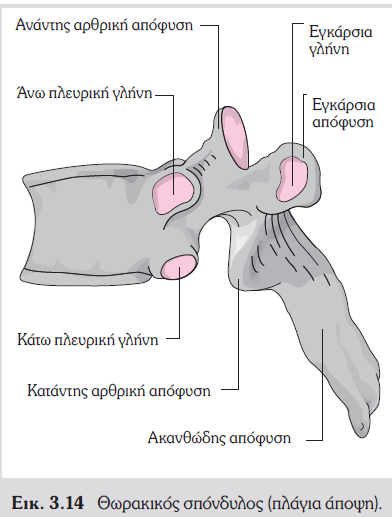 Ανάντης αρθρική απόφυση
Εγκάρσια
γλήνη
Άνω πλευρική γλήνη
Εγκάρσια
απόφυση
Κάτω πλευρική γλήνη
Κατάντης αρθρική απόφυση
Ακανθώδης απόφυση
Εικ. 3.14 Θωρακικός σπόνδυλος (πλάγια άποψη).